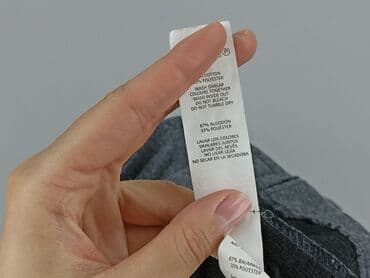 COTTON
WASH SIMILAR
COLOURS TOGETHER
WASH INSIDE OUT
DO NOT BLEACH
DO NOT TUMBLE DRY
67% ALGODÓN
33% POLIÉSTER
LAVAR LOS COLORES
SIMILARES JUNTOS
LAVAR DEL REVÉS
NO USAR LEJÍA
NO SECAR EN LA SECADORA